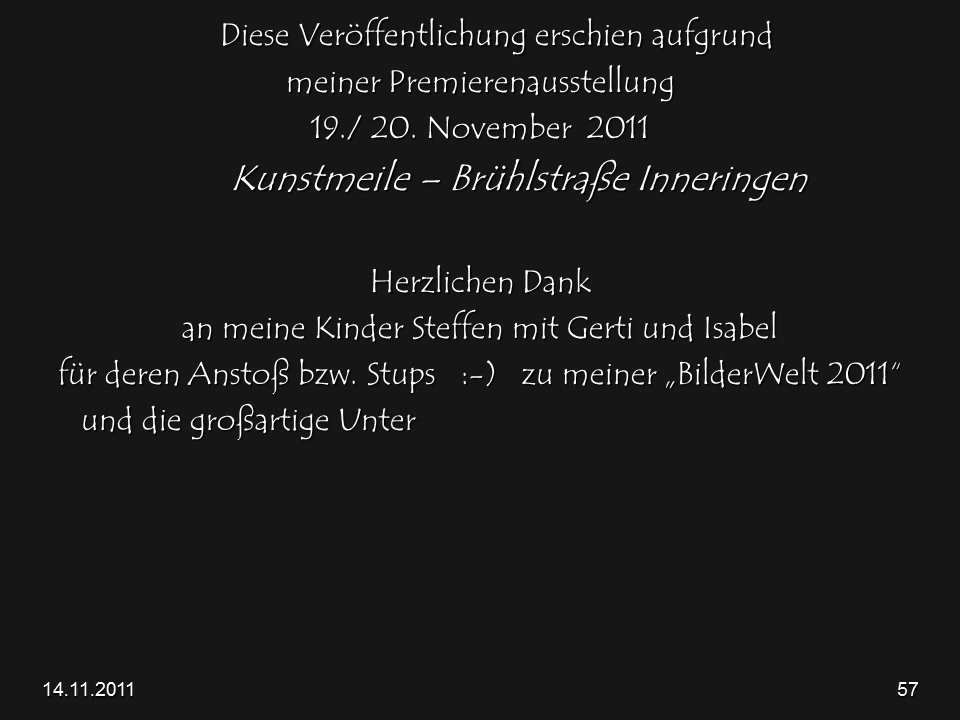 Diese Veröffentlichung erschien aufgrund
meiner Premierenausstellung
19./ 20. November 2011
Kunstmeile – Brühlstraße Inneringen
Herzlichen Dank
an meine Kinder Steffen mit Gerti und Isabel
für deren Anstoß bzw. Stups :-) zu meiner „BilderWelt 2011“
und die großartige Unter
14.11.2011 57